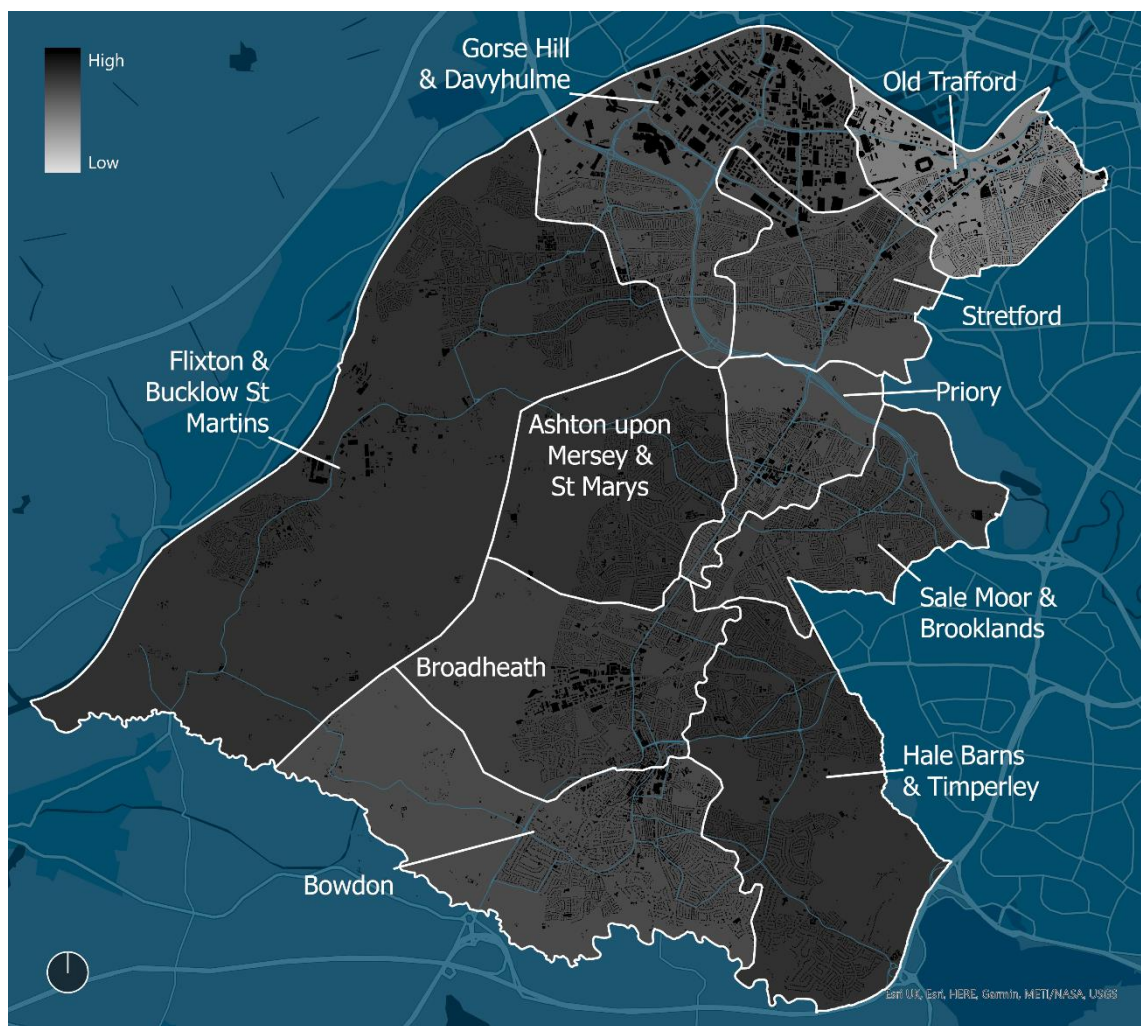 High
Low
Gorse Hill
& Davyhulme
Old Trafford
Stretford
Flixton &
Bucklow St
Martins
Priory
Ashton upon
Mersey &
St Marys
Sale Moor &
Brooklands
Broadheath
Hale Barns
& Timperley
Bowdon
Esri UK, Esri, HERE, Garmin, METI/NASA, USGS